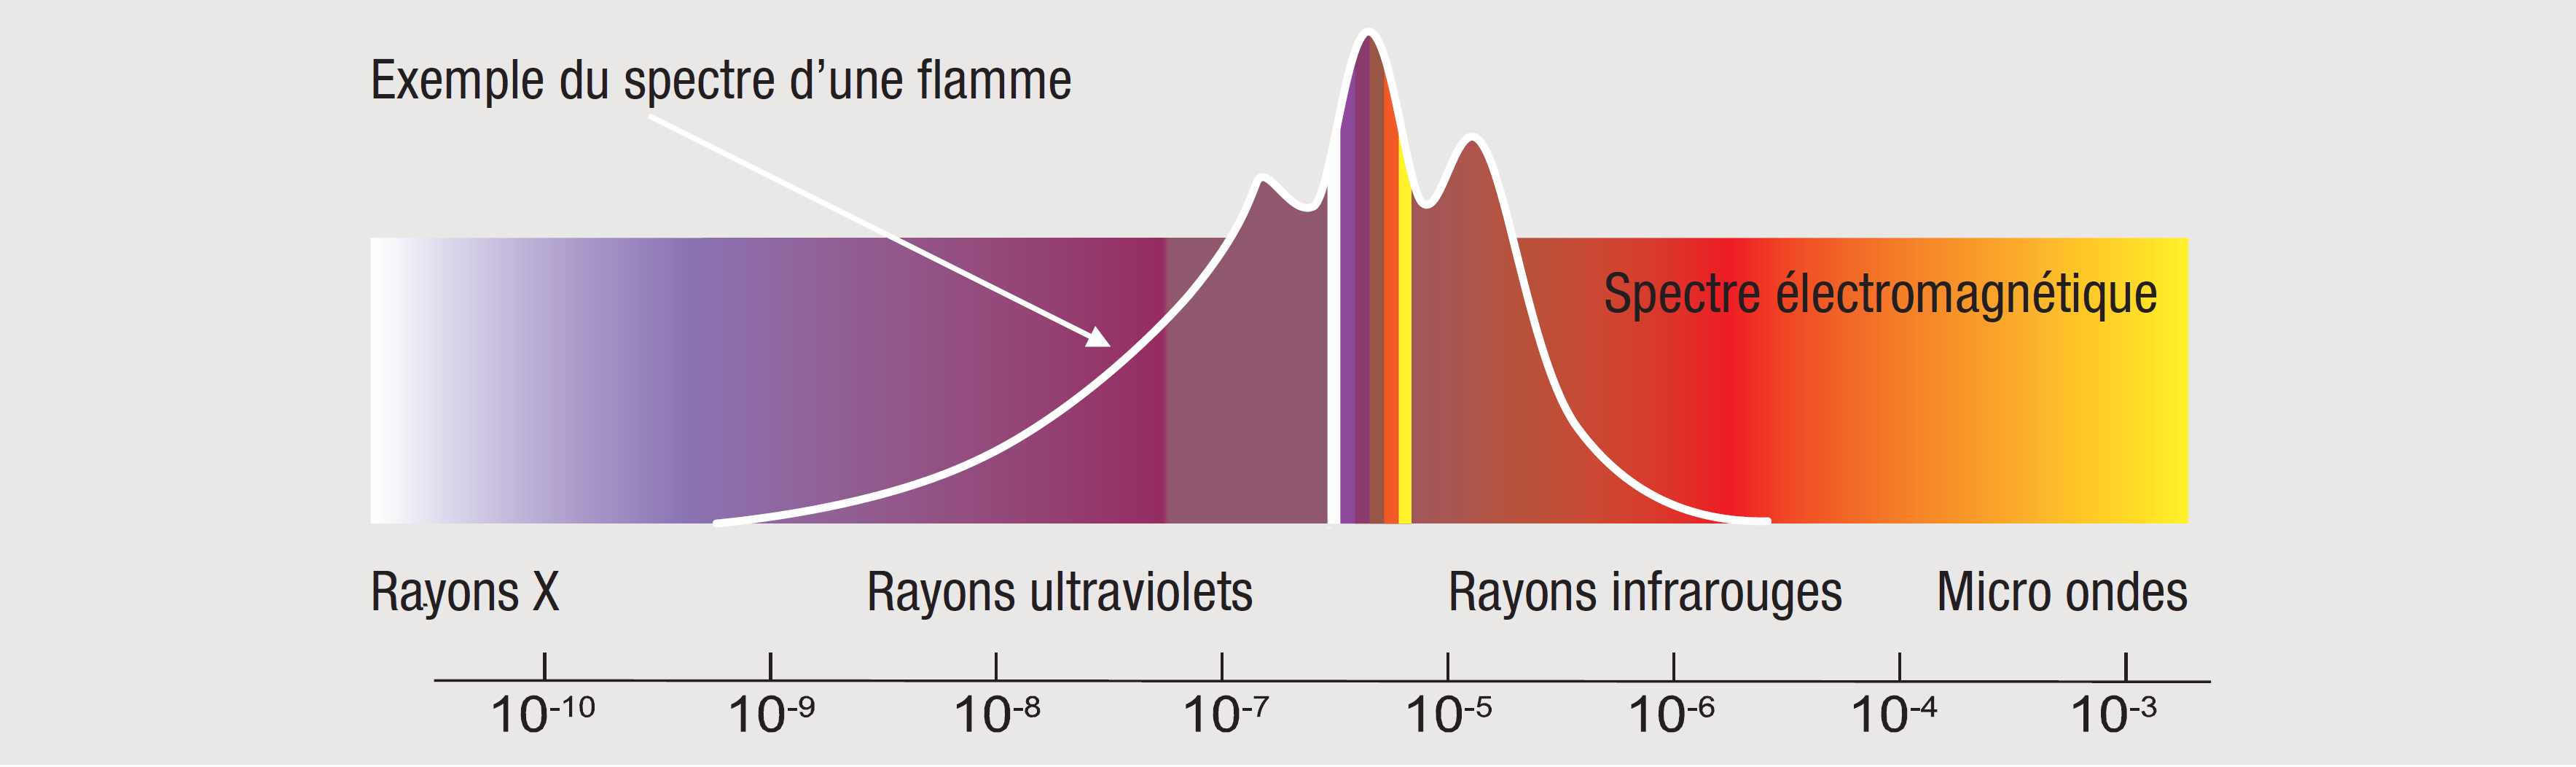 Exemple du spectre d’une flamme
Spectre électromagnétique
Rayons X Rayons utraviolets Rayons infrarouges Micro ondes
10-10 10-9 10-8 10-7 10-5 10-6 10-4 10-3